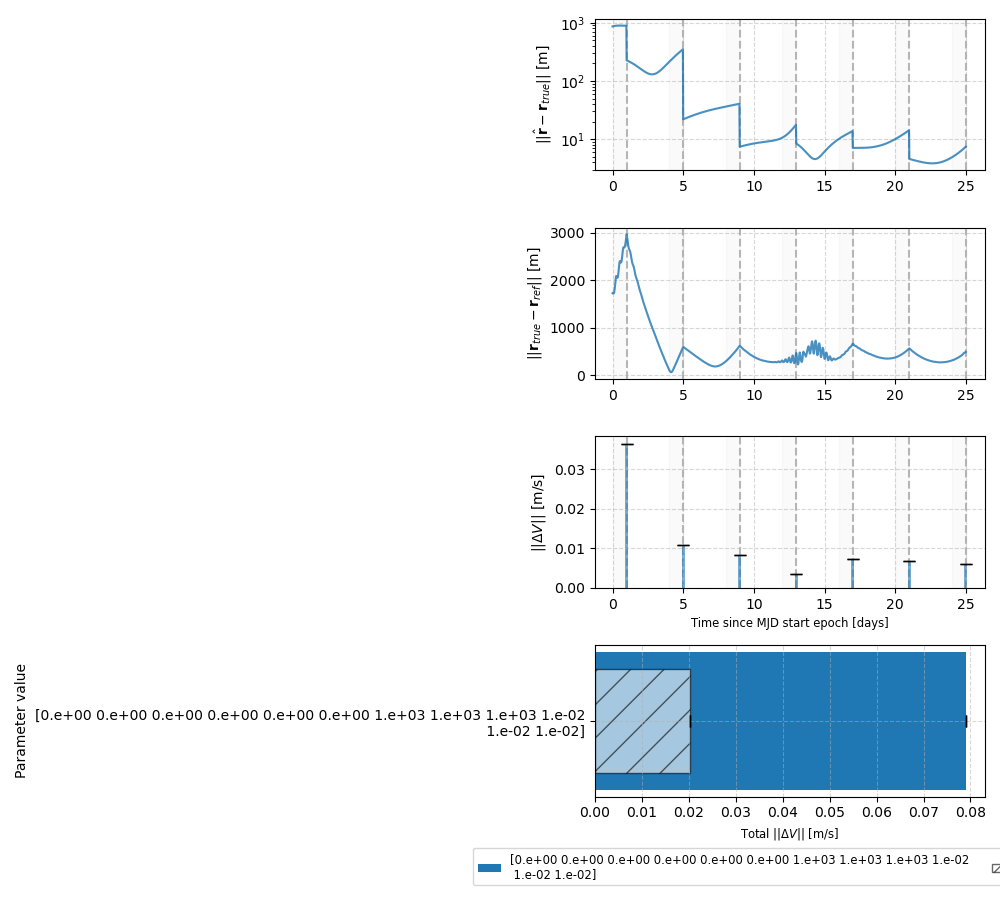 10³
10²
10¹
||r̂ − r_true|| [m]
0 5 10 15 20 25
3000
2000
1000
0
||r_true − r_ref|| [m]
0 5 10 15 20 25
0.03
0.02
0.01
0.00
||ΔV|| [m/s]
0 5 10 15 20 25
Time since MJD start epoch [days]
Parameter value
[0.e+00 0.e+00 0.e+00 0.e+00 0.e+00 0.e+00 1.e+03 1.e+03 1.e+03 1.e-02
1.e-02 1.e-02]
0.00 0.01 0.02 0.03 0.04 0.05 0.06 0.07 0.08
Total ||ΔV|| [m/s]
[0.e+00 0.e+00 0.e+00 0.e+00 0.e+00 0.e+00 1.e+03 1.e+03 1.e+03 1.e-02
1.e-02 1.e-02]